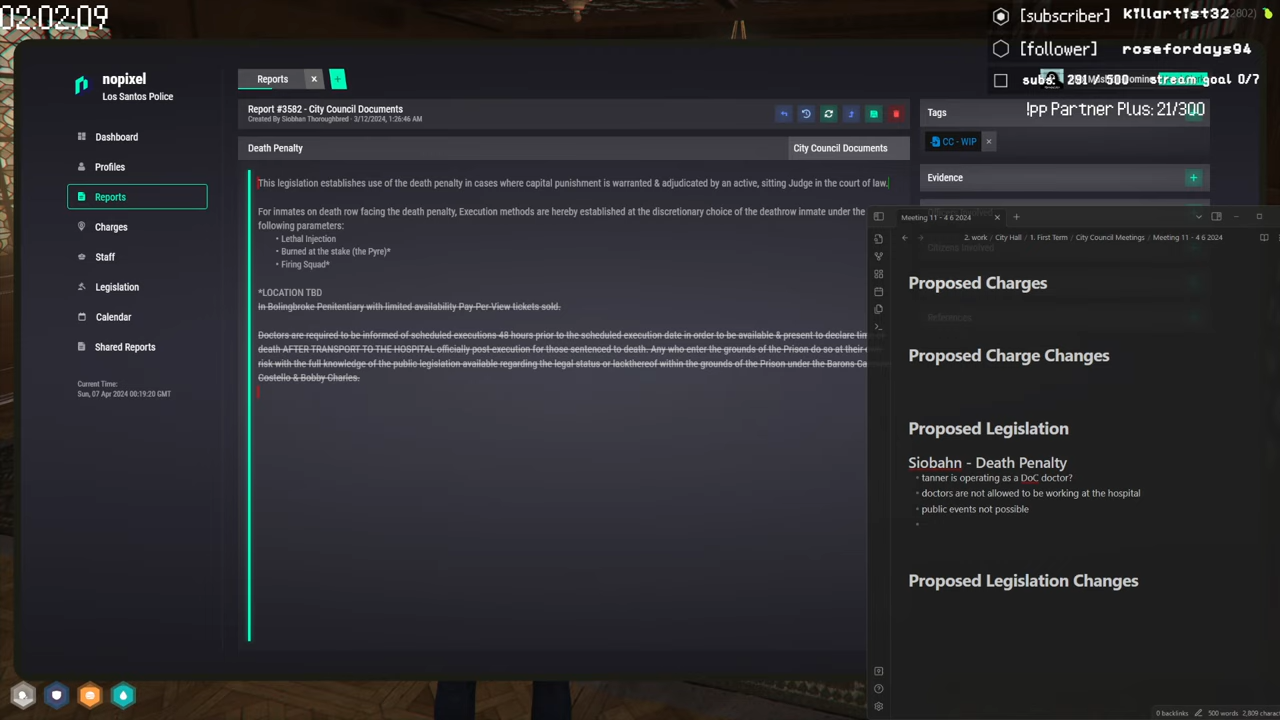 02:02:09
[subscriber] killartist32
[follower] rosefordays94
subs: 291 / 500 stream goal 0/7
!pp Partner Plus: 21/300
nopixel
Los Santos Police
Dashboard
Profiles
Reports
Charges
Staff
Legislation
Calendar
Shared Reports
Current Time:
Sun, 07 Apr 2024 00:19:20 GMT
Reports
Report #3582 - City Council Documents
Created By Siobhan Thoroughbred - 3/12/2024, 1:26:46 AM
Death Penalty
City Council Documents
This legislation establishes use of the death penalty in cases where capital punishment is warranted & adjudicated by an active, sitting Judge in the court of law.
For inmates on death row facing the death penalty, Execution methods are hereby established at the discretionary choice of the deathrow inmate under the
following parameters:
• Lethal Injection
• Burned at the stake (the Pyre)*
• Firing Squad*
*LOCATION TBD
In Bolingbroke Penitentiary with limited availability Pay-Per-View tickets sold.
Doctors are required to be informed of scheduled executions 48 hours prior to the scheduled execution date in order to be available & present to declare tim
death AFTER TRANSPORT TO THE HOSPITAL officially post execution for those sentenced to death. Any who enter the grounds of the Prison do so at their
risk with the full knowledge of the public legislation available regarding the legal status or lackthereof within the grounds of the Prison under the Barons Ca
Costello & Bobby Charles.
Tags
CC - WIP
Evidence
Meeting 11 - 4 6 2024
2. work / City Hall / 1. First Term / City Council Meetings / Meeting 11 - 4 6 2024
Proposed Charges
Proposed Charge Changes
Proposed Legislation
Siobahn - Death Penalty
• tanner is operating as a DoC doctor?
• doctors are not allowed to be working at the hospital
• public events not possible
Proposed Legislation Changes
0 backlinks
500 words
2,809 charac